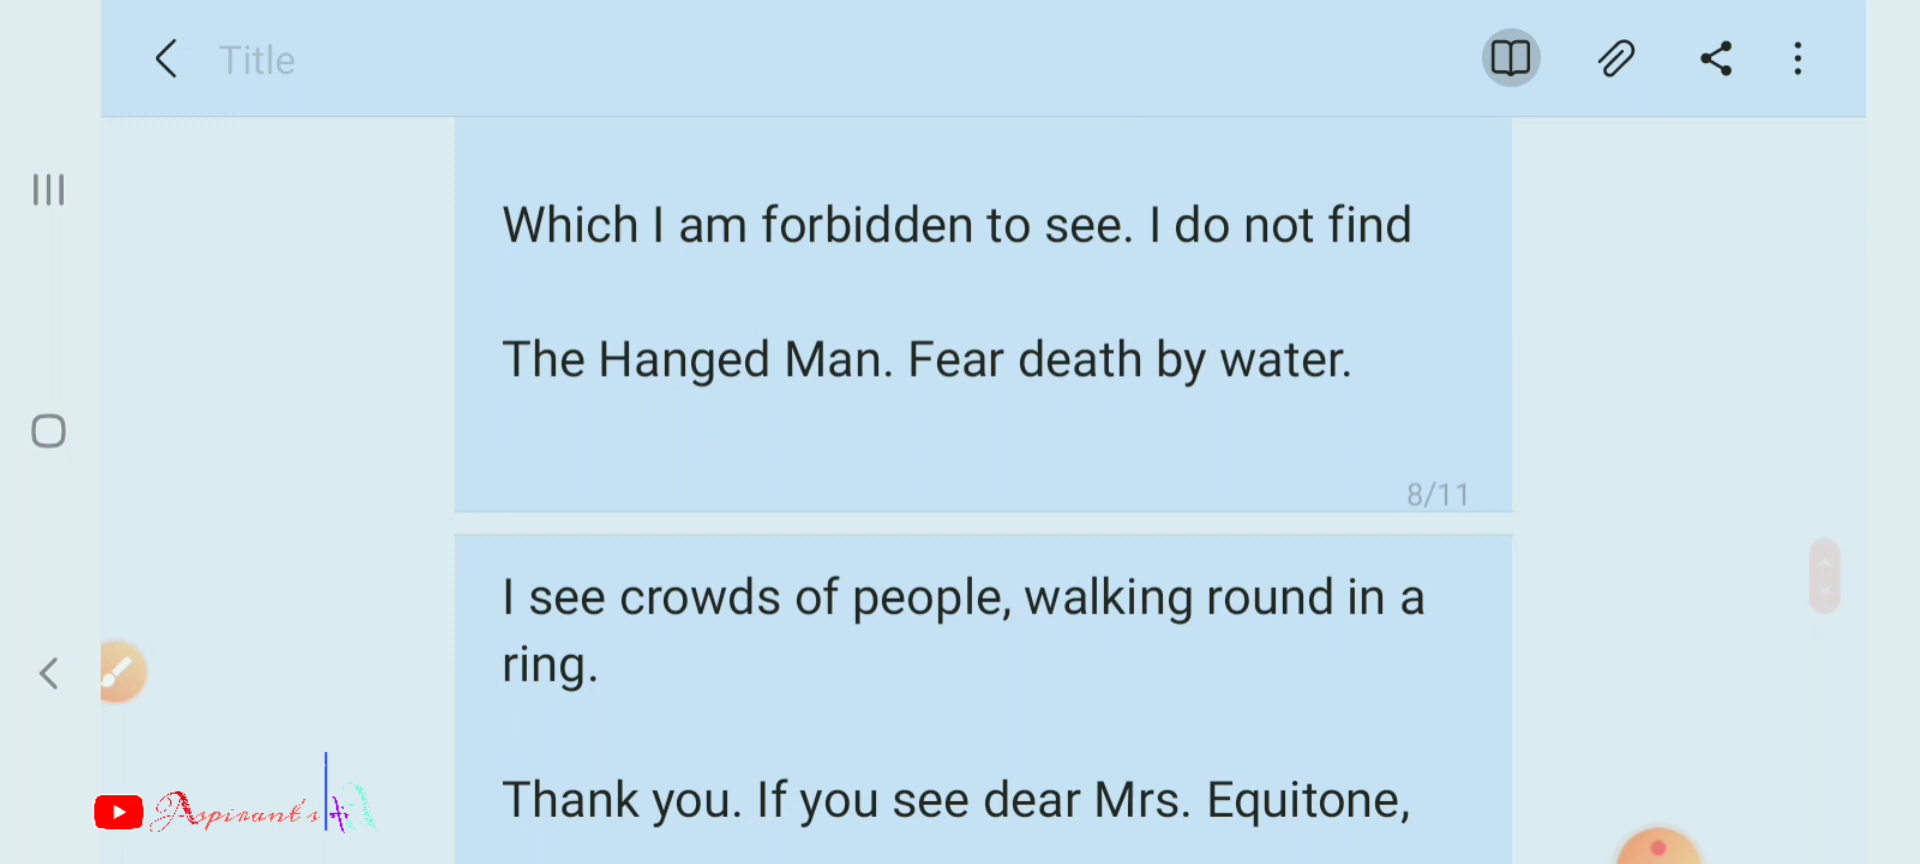 Title
Which I am forbidden to see. I do not find
The Hanged Man. Fear death by water.
8/11
I see crowds of people, walking round in a
ring.
Thank you. If you see dear Mrs. Equitone,
Aspirant's